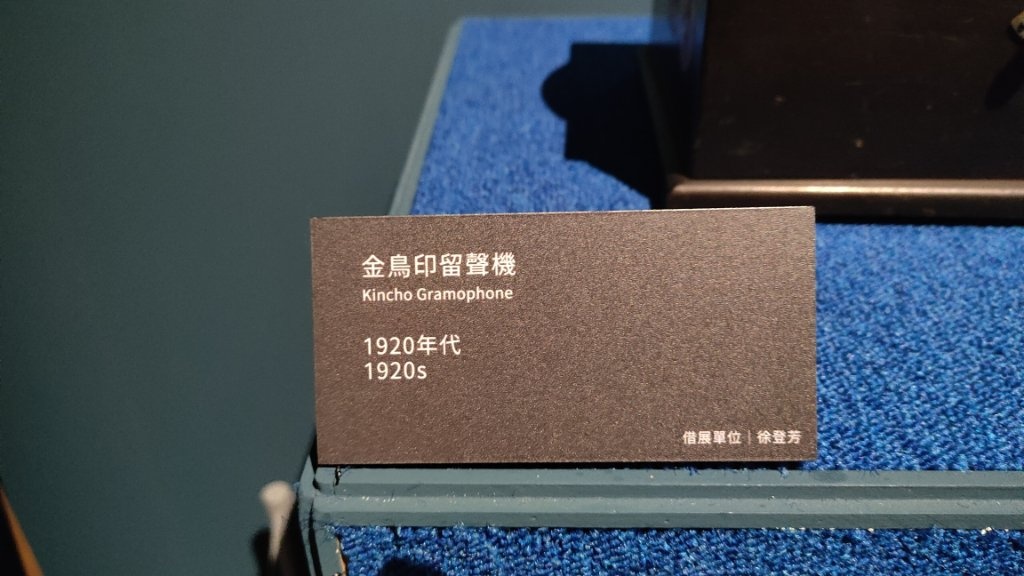 金鳥印留聲機
Kincho Gramophone
1920年代
1920s
借展單位｜徐登芳